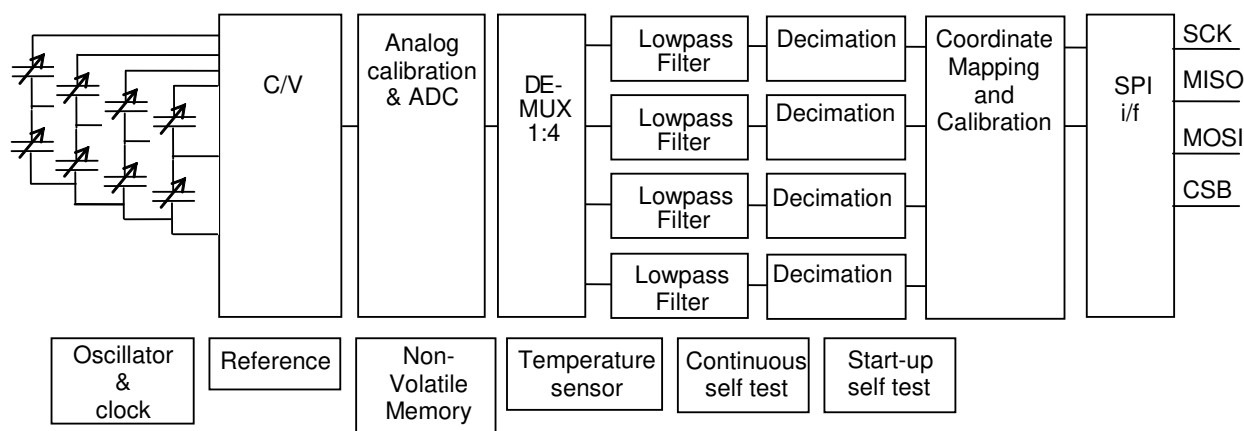 C/V
Analog
calibration
& ADC
DE-
MUX
1:4
Lowpass
Filter
Decimation
Lowpass
Filter
Decimation
Lowpass
Filter
Decimation
Lowpass
Filter
Decimation
Coordinate
Mapping
and
Calibration
SPI
i/f
SCK
MISO
MOSI
CSB
Oscillator
&
clock
Reference
Non-
Volatile
Memory
Temperature
sensor
Continuous
self test
Start-up
self test